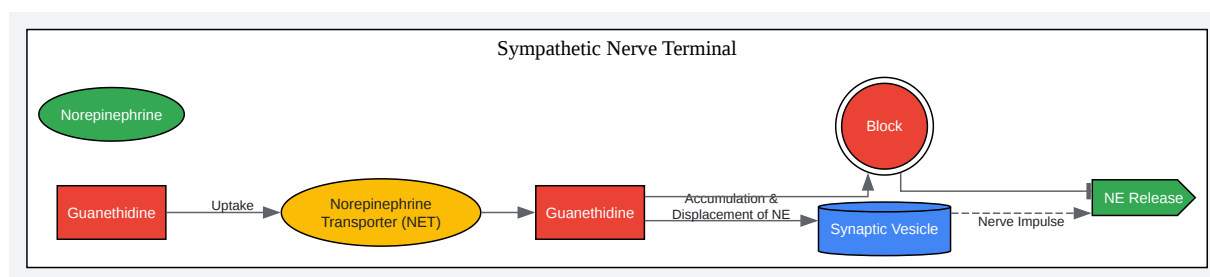 Sympathetic Nerve Terminal
Norepinephrine
Block
Guanethidine
Uptake
Norepinephrine
Transporter (NET)
Guanethidine
Accumulation &
Displacement of NE
Synaptic Vesicle
Nerve Impulse
NE Release